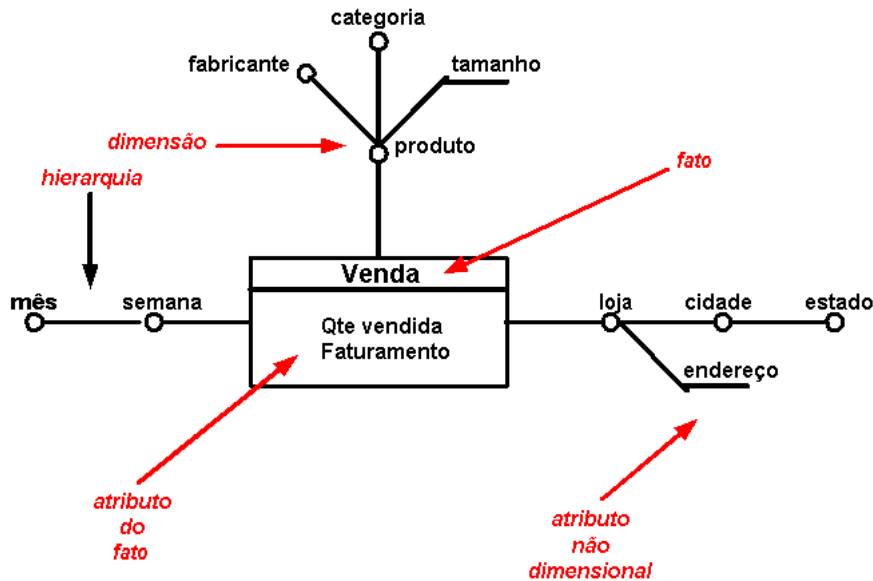 categoria
fabricante
tamanho
dimensão
produto
fato
hierarquia
Venda
mês
semana
loja
cidade
estado
Qte vendida
Faturamento
endereço
atributo
do
fato
atributo
não
dimensional